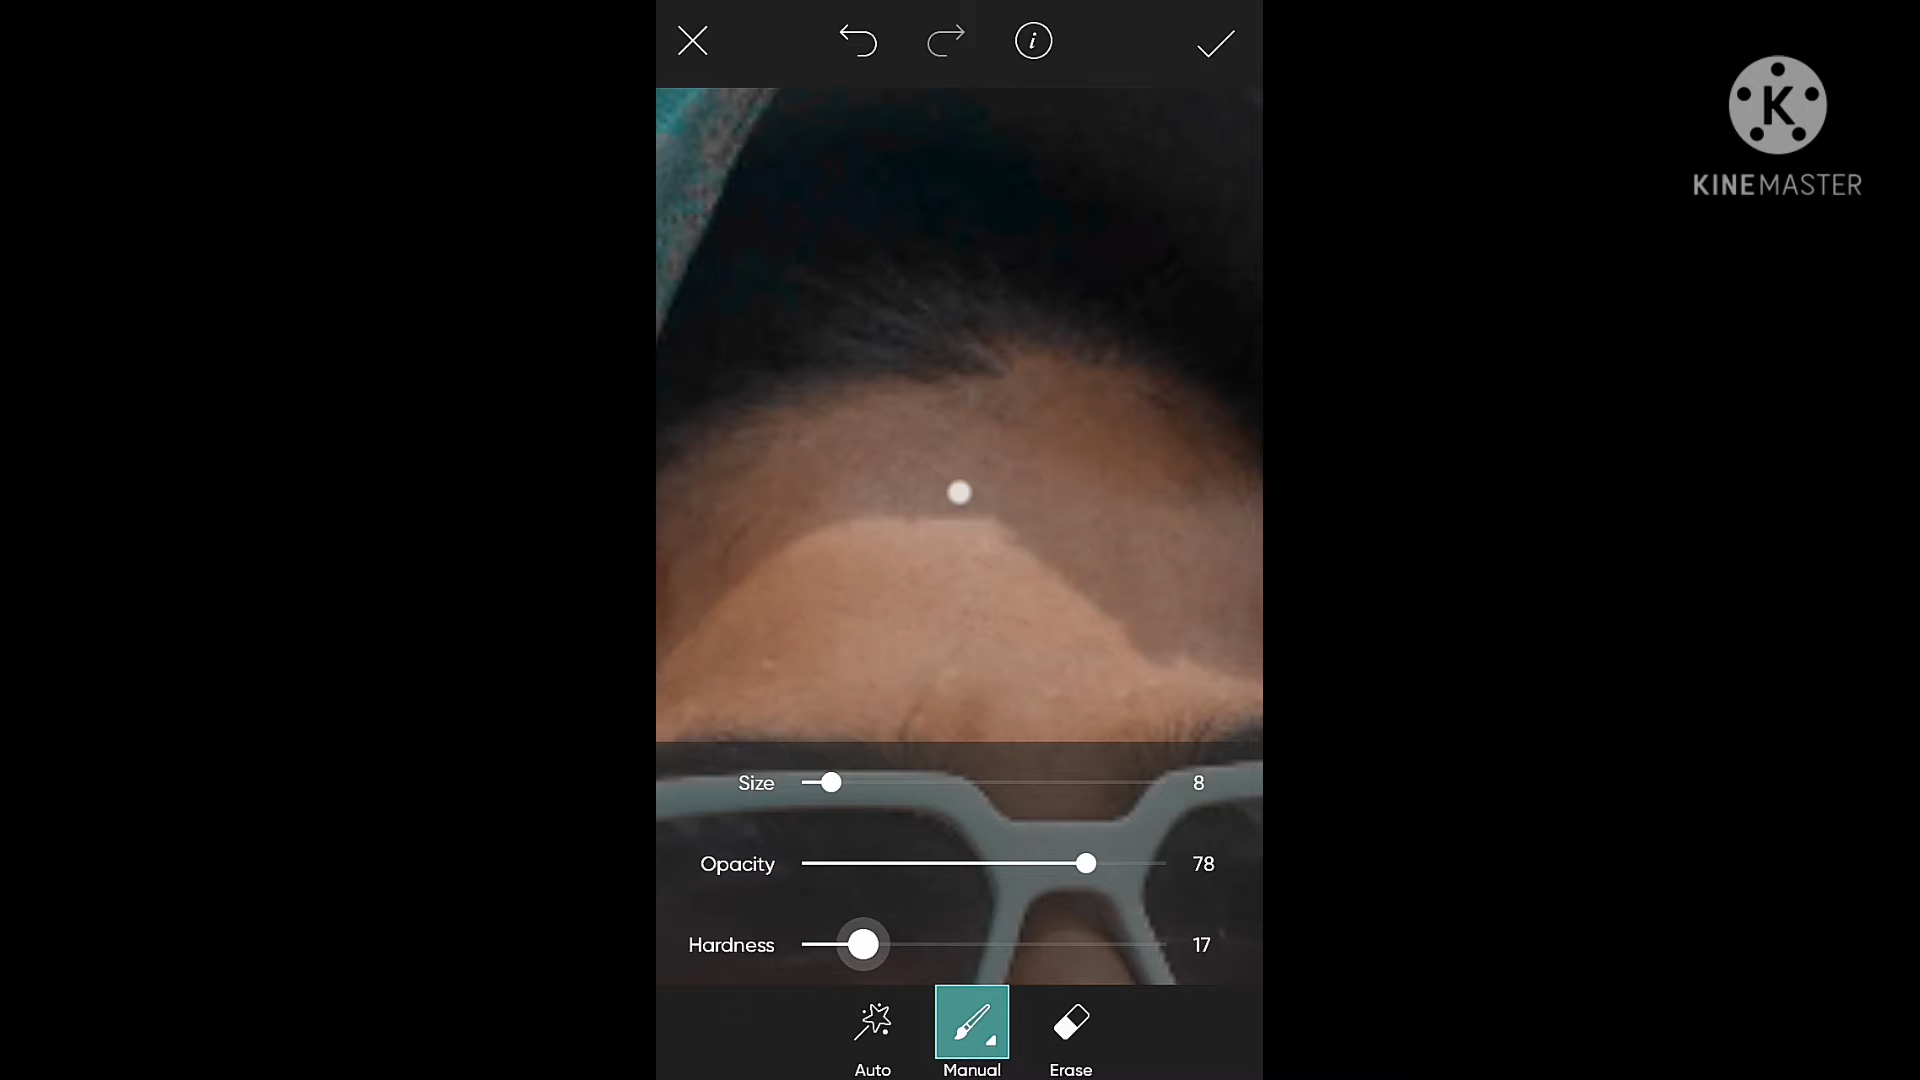 K
KINEMASTER
Size 8
Opacity 78
Hardness 17
Auto Manual Erase